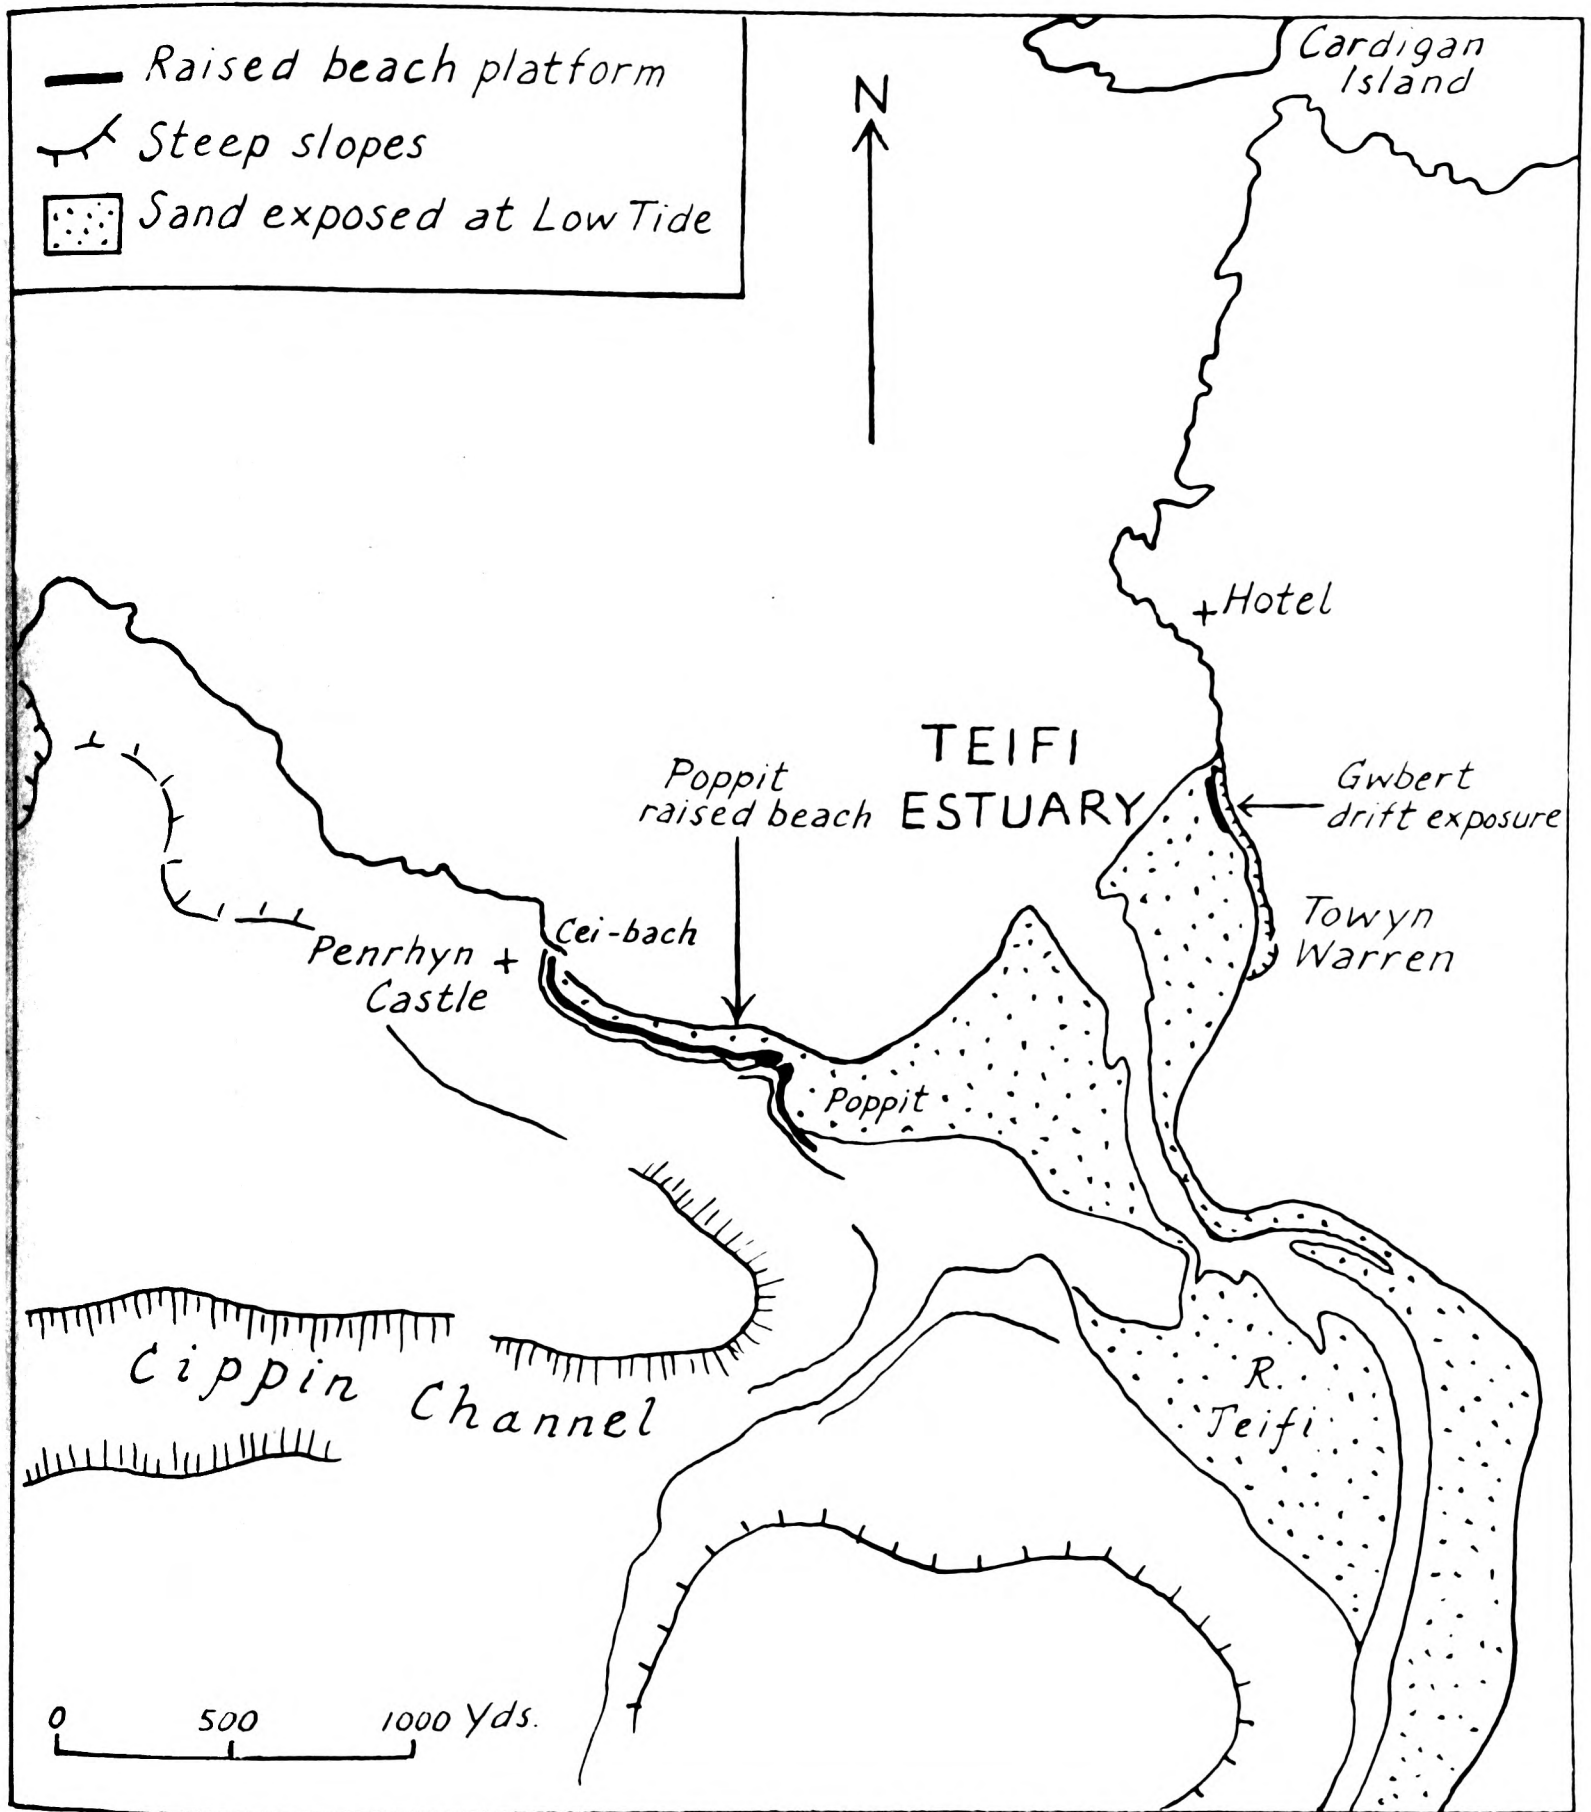 Raised beach platform
Steep slopes
Sand exposed at Low Tide
N
Cardigan
Island
+Hotel
TEIFI
ESTUARY
Poppit
raised beach
Gwbert
drift exposure
Towyn
Warren
Cei-bach
Penrhyn +
Castle
Poppit
Cippin Channel
R.
Teifi
0 500 1000 Yds.